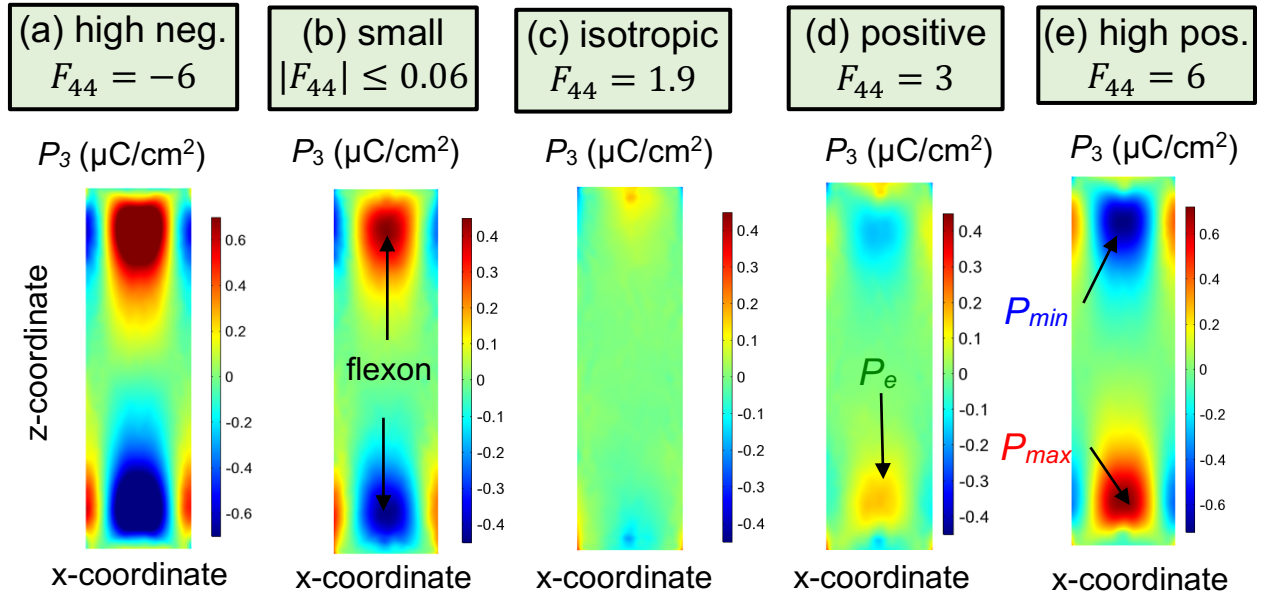 (a) high neg.
F₄₄ = −6
(b) small
|F₄₄| ≤ 0.06
(c) isotropic
F₄₄ = 1.9
(d) positive
F₄₄ = 3
(e) high pos.
F₄₄ = 6
P₃ (μC/cm²)
P₃ (μC/cm²)
P₃ (μC/cm²)
P₃ (μC/cm²)
P₃ (μC/cm²)
z-coordinate
0.6
0.4
0.2
0
-0.2
-0.4
-0.6
x-coordinate
flexon
0.4
0.3
0.2
0.1
0
-0.1
-0.2
-0.3
-0.4
x-coordinate
0.4
0.3
0.2
0.1
0
-0.1
-0.2
-0.3
-0.4
x-coordinate
Pₑ
0.4
0.3
0.2
0.1
0
-0.1
-0.2
-0.3
-0.4
x-coordinate
Pmin
Pmax
0.6
0.4
0.2
0
-0.2
-0.4
-0.6
x-coordinate